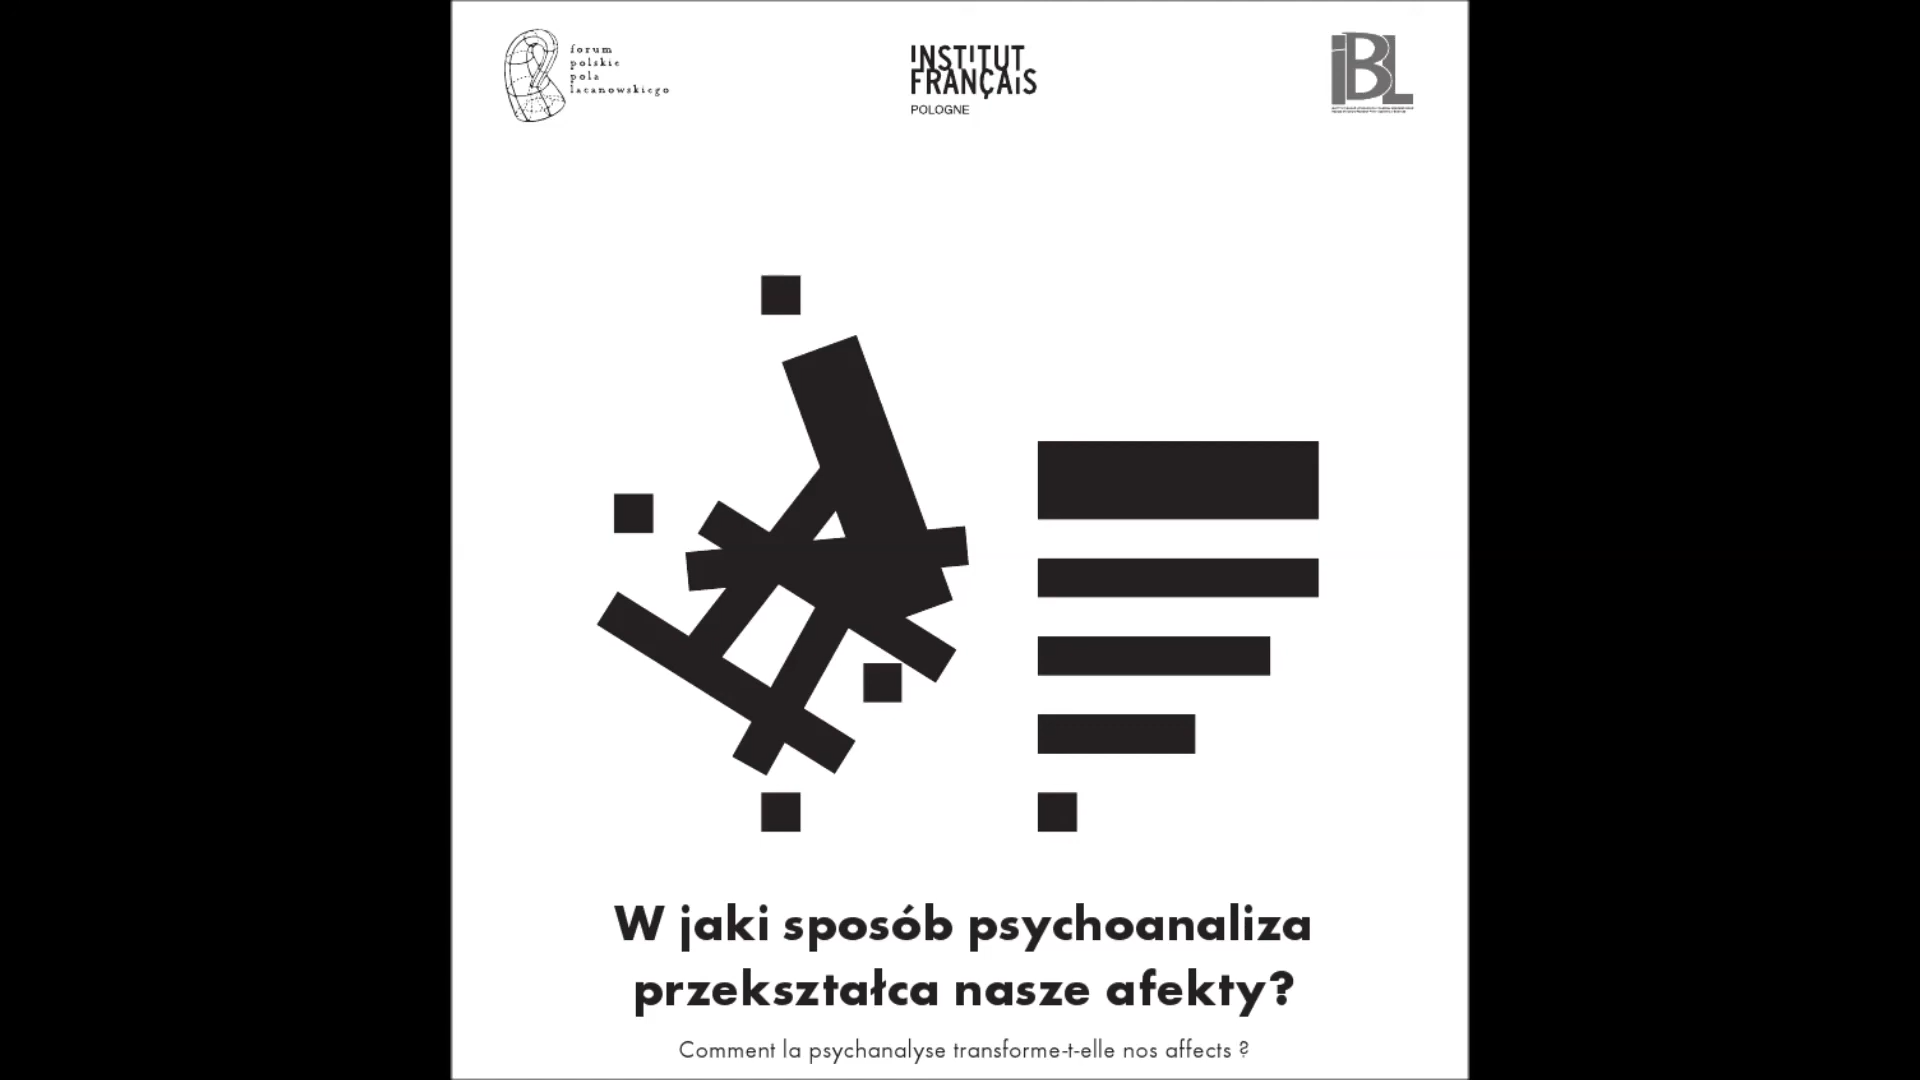 forum
polskie
pola
lacanowskiego
INSTITUT
FRANÇAIS
POLOGNE
IBL
W jaki sposób psychoanaliza
przekształca nasze afekty?
Comment la psychanalyse transforme-t-elle nos affects ?